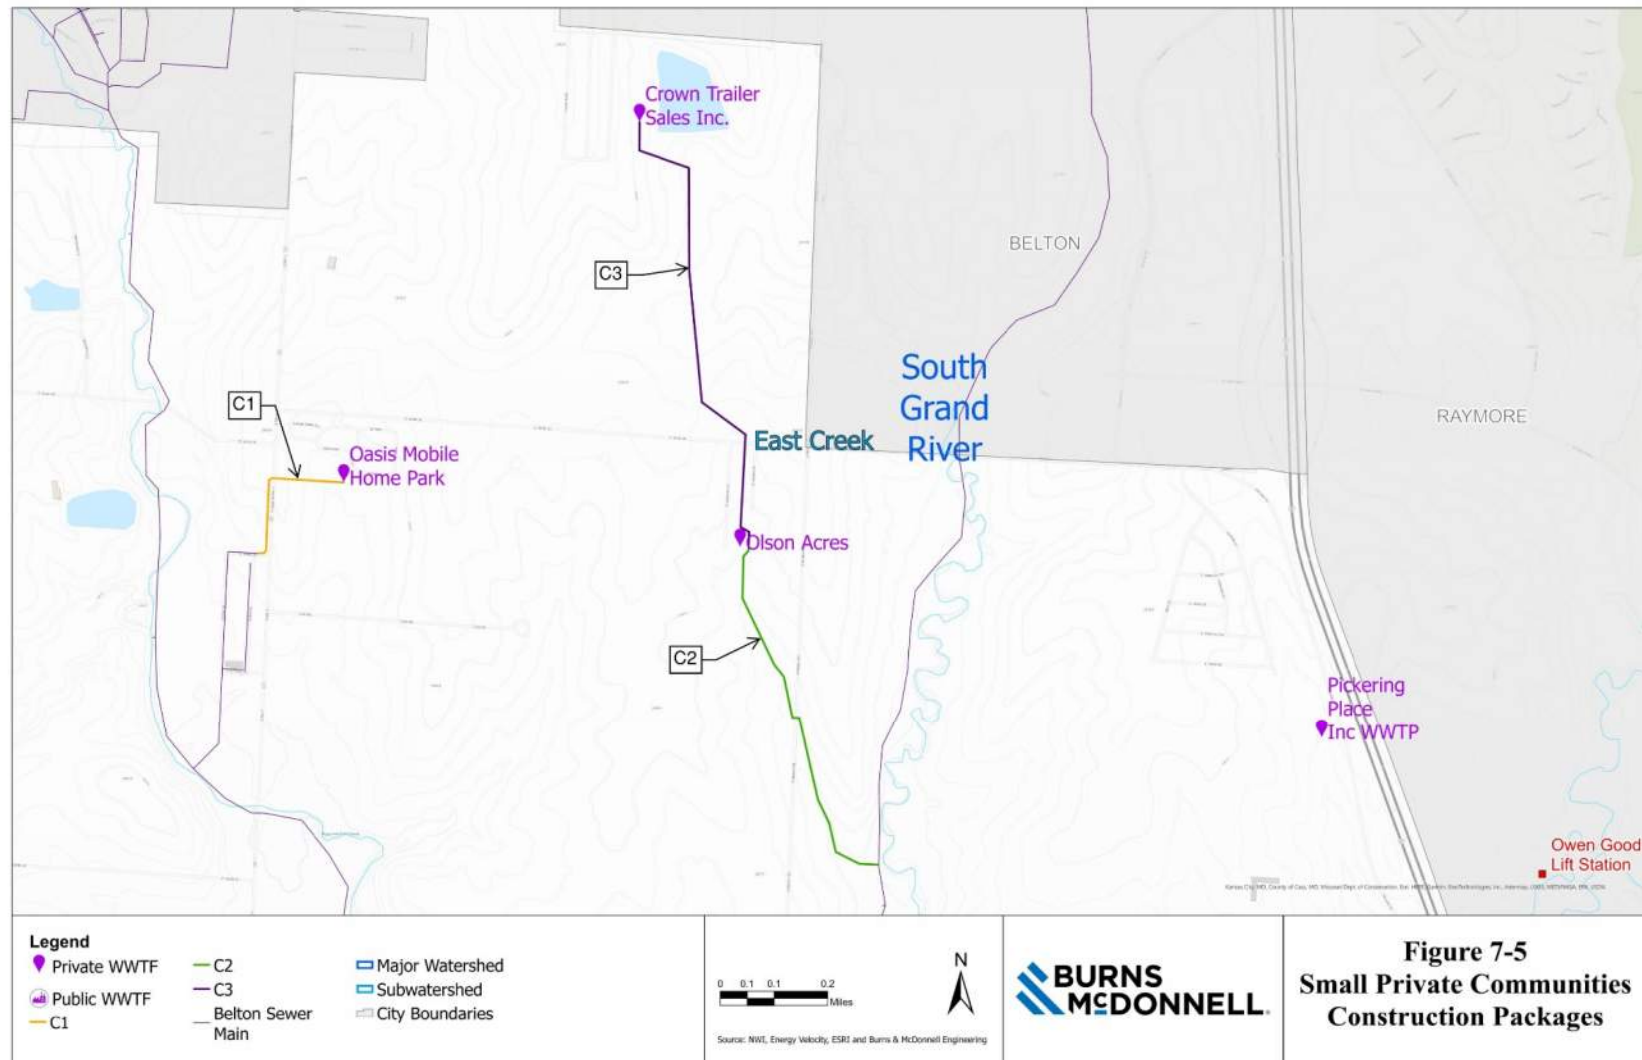 Crown Trailer
Sales Inc.
BELTON
C3
South
Grand
River
C1
RAYMORE
East Creek
Oasis Mobile
Home Park
Olson Acres
C2
Pickering
Place
Inc WWTP
Owen Good
Lift Station
Legend
Private WWTF
Public WWTF
C1
C2
C3
Belton Sewer
Main
Major Watershed
Subwatershed
City Boundaries
0 0.1 0.1 0.2
Miles
N
Source: NWI, Energy Velocity, ESRI and Burns & McDonnell Engineering
BURNS
McDONNELL.
Figure 7-5
Small Private Communities
Construction Packages